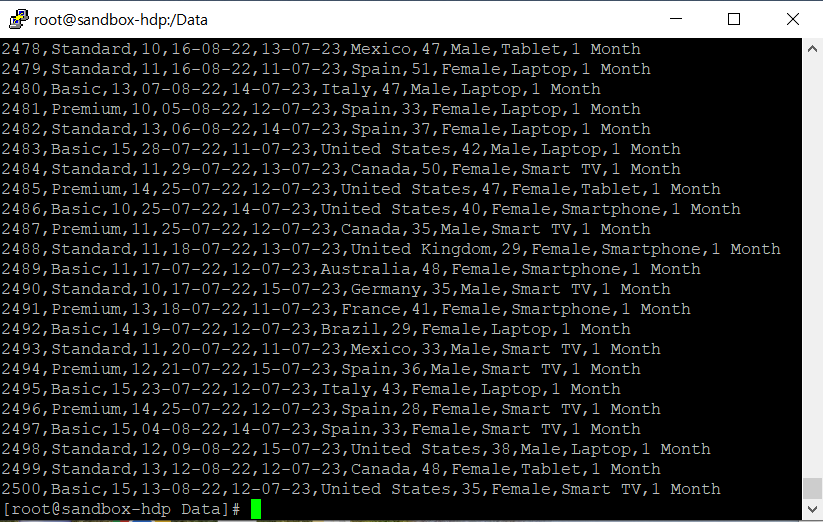 root@sandbox-hdp:/Data
2478,Standard,10,16-08-22,13-07-23,Mexico,47,Male,Tablet,1 Month
2479,Standard,11,16-08-22,11-07-23,Spain,51,Female,Laptop,1 Month
2480,Basic,13,07-08-22,14-07-23,Italy,47,Male,Laptop,1 Month
2481,Premium,10,05-08-22,12-07-23,Spain,33,Female,Laptop,1 Month
2482,Standard,13,06-08-22,14-07-23,Spain,37,Female,Laptop,1 Month
2483,Basic,15,28-07-22,11-07-23,United States,42,Male,Laptop,1 Month
2484,Standard,11,29-07-22,13-07-23,Canada,50,Female,Smart TV,1 Month
2485,Premium,14,25-07-22,12-07-23,United States,47,Female,Tablet,1 Month
2486,Basic,10,25-07-22,14-07-23,United States,40,Female,Smartphone,1 Month
2487,Premium,11,25-07-22,12-07-23,Canada,35,Male,Smart TV,1 Month
2488,Standard,11,18-07-22,13-07-23,United Kingdom,29,Female,Smartphone,1 Month
2489,Basic,11,17-07-22,12-07-23,Australia,48,Female,Smartphone,1 Month
2490,Standard,10,17-07-22,15-07-23,Germany,35,Male,Smart TV,1 Month
2491,Premium,13,18-07-22,11-07-23,France,41,Female,Smartphone,1 Month
2492,Basic,14,19-07-22,12-07-23,Brazil,29,Female,Laptop,1 Month
2493,Standard,11,20-07-22,11-07-23,Mexico,33,Male,Smart TV,1 Month
2494,Premium,12,21-07-22,15-07-23,Spain,36,Male,Smart TV,1 Month
2495,Basic,15,23-07-22,12-07-23,Italy,43,Female,Laptop,1 Month
2496,Premium,14,25-07-22,12-07-23,Spain,28,Female,Smart TV,1 Month
2497,Basic,15,04-08-22,14-07-23,Spain,33,Female,Smart TV,1 Month
2498,Standard,12,09-08-22,15-07-23,United States,38,Male,Laptop,1 Month
2499,Standard,13,12-08-22,12-07-23,Canada,48,Female,Tablet,1 Month
2500,Basic,15,13-08-22,12-07-23,United States,35,Female,Smart TV,1 Month
[root@sandbox-hdp Data]#